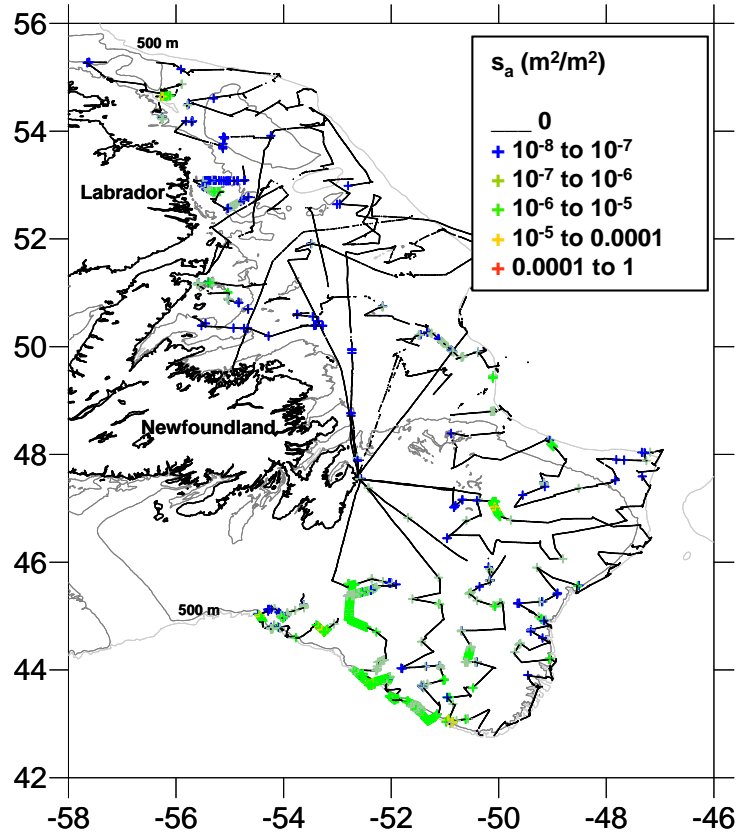 56
500 m
sₐ (m²/m²)
___ 0
+ 10⁻⁸ to 10⁻⁷
54
+ 10⁻⁷ to 10⁻⁶
Labrador
+ 10⁻⁶ to 10⁻⁵
+ 10⁻⁵ to 0.0001
52
+ 0.0001 to 1
50
Newfoundland
48
46
500 m
44
42
-58 -56 -54 -52 -50 -48 -46